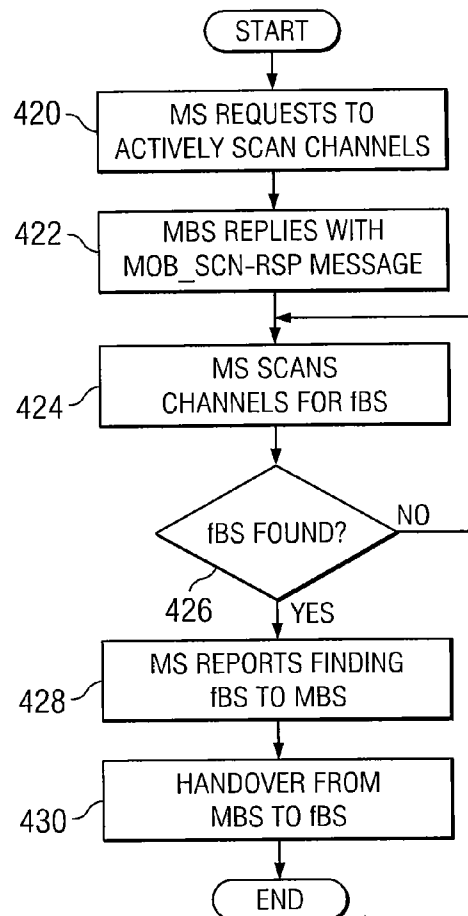 START
420
MS REQUESTS TO
ACTIVELY SCAN CHANNELS
422
MBS REPLIES WITH
MOB_SCN-RSP MESSAGE
424
MS SCANS
CHANNELS FOR fBS
fBS FOUND?
NO
426
YES
428
MS REPORTS FINDING
fBS TO MBS
430
HANDOVER FROM
MBS TO fBS
END